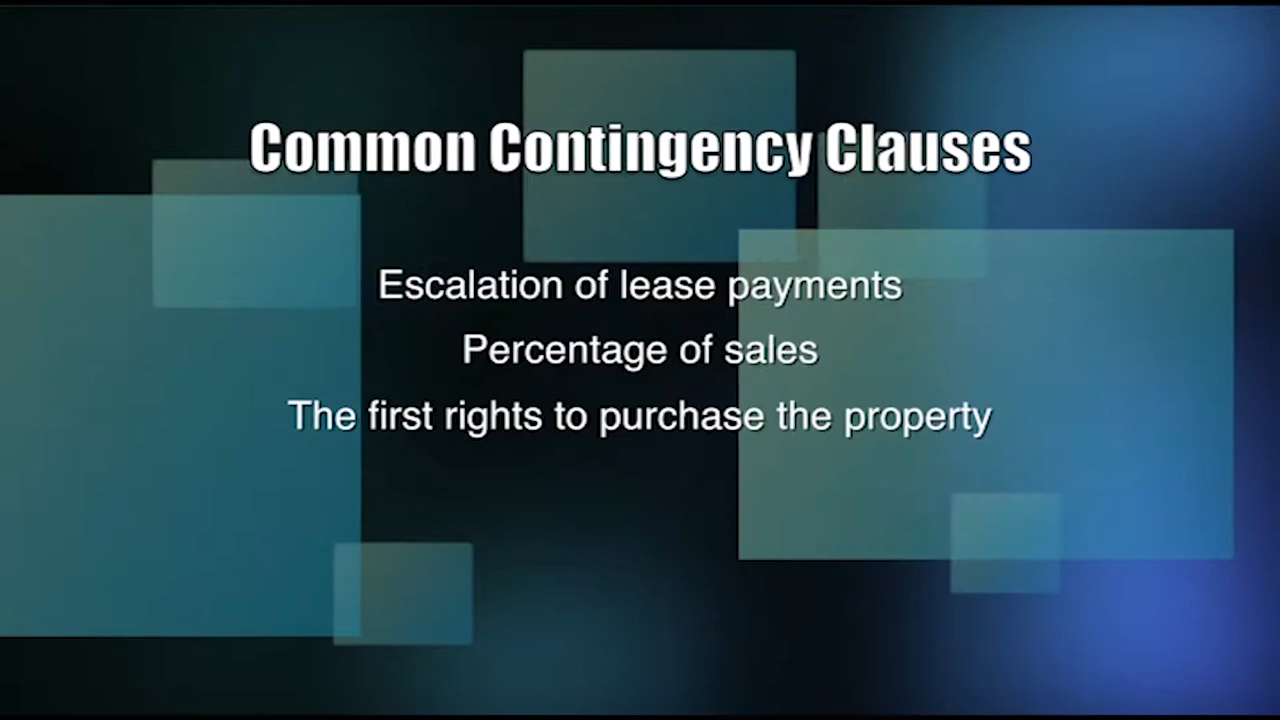 Common Contingency Clauses
Escalation of lease payments
Percentage of sales
The first rights to purchase the property